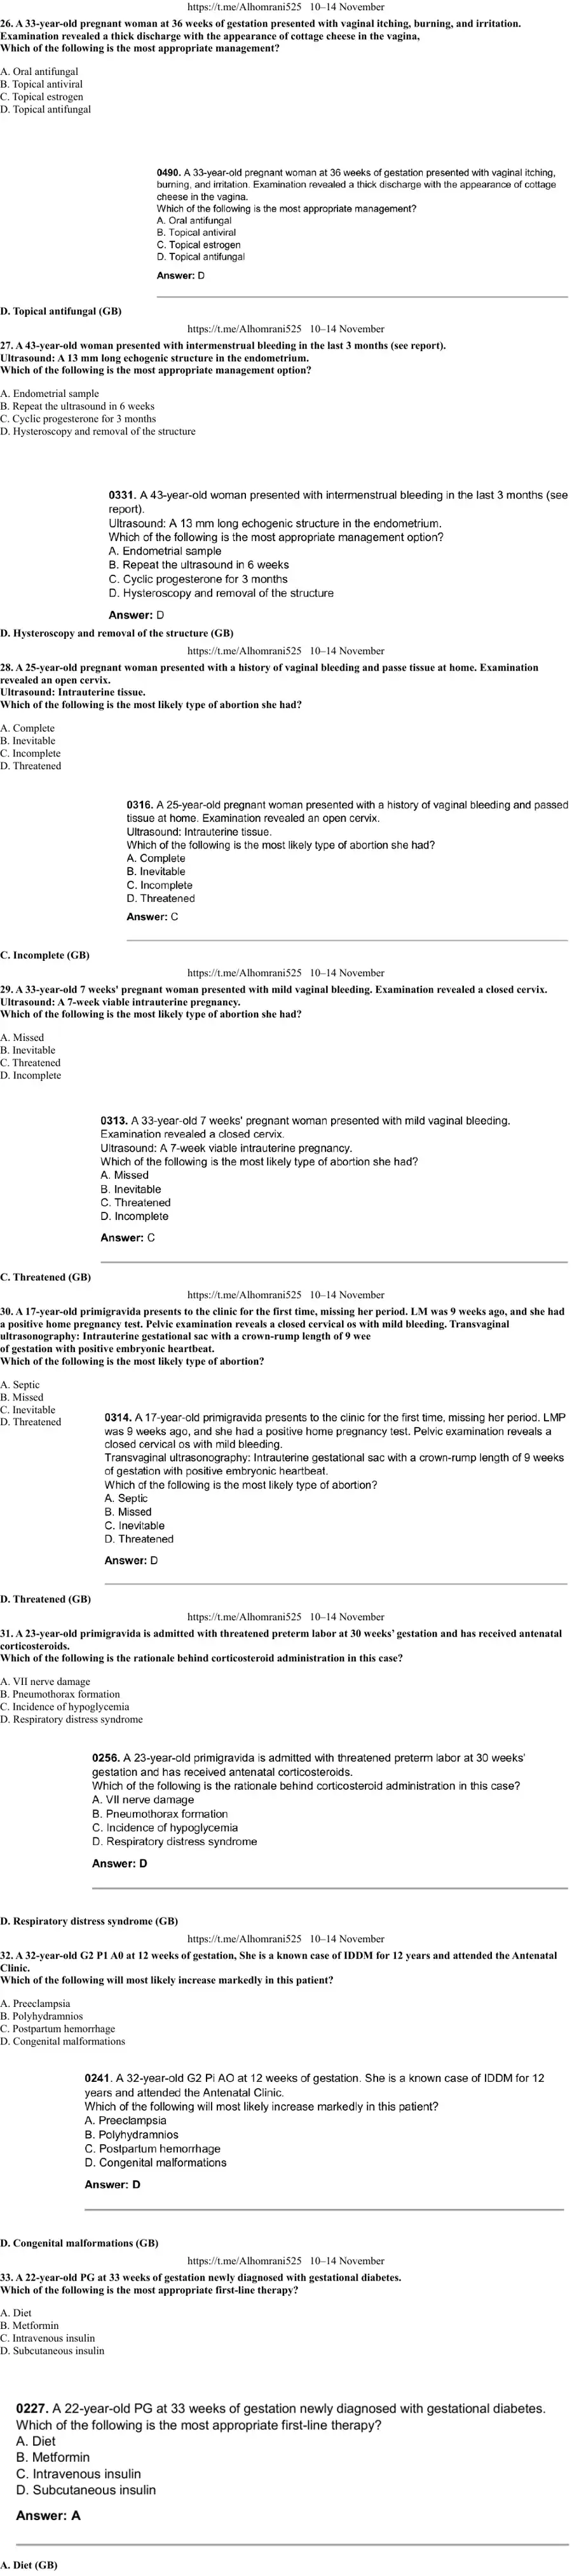 https://t.me/Alhomrani525 10–14 November
26. A 33-year-old pregnant woman at 36 weeks of gestation presented with vaginal itching, burning, and irritation.
Examination revealed a thick discharge with the appearance of cottage cheese in the vagina,
Which of the following is the most appropriate management?
A. Oral antifungal
B. Topical antiviral
C. Topical estrogen
D. Topical antifungal
0490. A 33-year-old pregnant woman at 36 weeks of gestation presented with vaginal itching,
burning, and irritation. Examination revealed a thick discharge with the appearance of cottage
cheese in the vagina.
Which of the following is the most appropriate management?
A. Oral antifungal
B. Topical antiviral
C. Topical estrogen
D. Topical antifungal
Answer: D
D. Topical antifungal (GB)
https://t.me/Alhomrani525 10–14 November
27. A 43-year-old woman presented with intermenstrual bleeding in the last 3 months (see report).
Ultrasound: A 13 mm long echogenic structure in the endometrium.
Which of the following is the most appropriate management option?
A. Endometrial sample
B. Repeat the ultrasound in 6 weeks
C. Cyclic progesterone for 3 months
D. Hysteroscopy and removal of the structure
0331. A 43-year-old woman presented with intermenstrual bleeding in the last 3 months (see
report).
Ultrasound: A 13 mm long echogenic structure in the endometrium.
Which of the following is the most appropriate management option?
A. Endometrial sample
B. Repeat the ultrasound in 6 weeks
C. Cyclic progesterone for 3 months
D. Hysteroscopy and removal of the structure
Answer: D
D. Hysteroscopy and removal of the structure (GB)
https://t.me/Alhomrani525 10–14 November
28. A 25-year-old pregnant woman presented with a history of vaginal bleeding and passe tissue at home. Examination
revealed an open cervix.
Ultrasound: Intrauterine tissue.
Which of the following is the most likely type of abortion she had?
A. Complete
B. Inevitable
C. Incomplete
D. Threatened
0316. A 25-year-old pregnant woman presented with a history of vaginal bleeding and passed
tissue at home. Examination revealed an open cervix.
Ultrasound: Intrauterine tissue.
Which of the following is the most likely type of abortion she had?
A. Complete
B. Inevitable
C. Incomplete
D. Threatened
Answer: C
C. Incomplete (GB)
https://t.me/Alhomrani525 10–14 November
29. A 33-year-old 7 weeks' pregnant woman presented with mild vaginal bleeding. Examination revealed a closed cervix.
Ultrasound: A 7-week viable intrauterine pregnancy.
Which of the following is the most likely type of abortion she had?
A. Missed
B. Inevitable
C. Threatened
D. Incomplete
0313. A 33-year-old 7 weeks' pregnant woman presented with mild vaginal bleeding.
Examination revealed a closed cervix.
Ultrasound: A 7-week viable intrauterine pregnancy.
Which of the following is the most likely type of abortion she had?
A. Missed
B. Inevitable
C. Threatened
D. Incomplete
Answer: C
C. Threatened (GB)
https://t.me/Alhomrani525 10–14 November
30. A 17-year-old primigravida presents to the clinic for the first time, missing her period. LM was 9 weeks ago, and she had
a positive home pregnancy test. Pelvic examination reveals a closed cervical os with mild bleeding. Transvaginal
ultrasonography: Intrauterine gestational sac with a crown-rump length of 9 wee
of gestation with positive embryonic heartbeat.
Which of the following is the most likely type of abortion?
A. Septic
B. Missed
C. Inevitable
D. Threatened
0314. A 17-year-old primigravida presents to the clinic for the first time, missing her period. LMP
was 9 weeks ago, and she had a positive home pregnancy test. Pelvic examination reveals a
closed cervical os with mild bleeding.
Transvaginal ultrasonography: Intrauterine gestational sac with a crown-rump length of 9 weeks
of gestation with positive embryonic heartbeat.
Which of the following is the most likely type of abortion?
A. Septic
B. Missed
C. Inevitable
D. Threatened
Answer: D
D. Threatened (GB)
https://t.me/Alhomrani525 10–14 November
31. A 23-year-old primigravida is admitted with threatened preterm labor at 30 weeks' gestation and has received antenatal
corticosteroids.
Which of the following is the rationale behind corticosteroid administration in this case?
A. VII nerve damage
B. Pneumothorax formation
C. Incidence of hypoglycemia
D. Respiratory distress syndrome
0256. A 23-year-old primigravida is admitted with threatened preterm labor at 30 weeks'
gestation and has received antenatal corticosteroids.
Which of the following is the rationale behind corticosteroid administration in this case?
A. VII nerve damage
B. Pneumothorax formation
C. Incidence of hypoglycemia
D. Respiratory distress syndrome
Answer: D
D. Respiratory distress syndrome (GB)
https://t.me/Alhomrani525 10–14 November
32. A 32-year-old G2 P1 A0 at 12 weeks of gestation, She is a known case of IDDM for 12 years and attended the Antenatal
Clinic.
Which of the following will most likely increase markedly in this patient?
A. Preeclampsia
B. Polyhydramnios
C. Postpartum hemorrhage
D. Congenital malformations
0241. A 32-year-old G2 Pi AO at 12 weeks of gestation. She is a known case of IDDM for 12
years and attended the Antenatal Clinic.
Which of the following will most likely increase markedly in this patient?
A. Preeclampsia
B. Polyhydramnios
C. Postpartum hemorrhage
D. Congenital malformations
Answer: D
D. Congenital malformations (GB)
https://t.me/Alhomrani525 10–14 November
33. A 22-year-old PG at 33 weeks of gestation newly diagnosed with gestational diabetes.
Which of the following is the most appropriate first-line therapy?
A. Diet
B. Metformin
C. Intravenous insulin
D. Subcutaneous insulin
0227. A 22-year-old PG at 33 weeks of gestation newly diagnosed with gestational diabetes.
Which of the following is the most appropriate first-line therapy?
A. Diet
B. Metformin
C. Intravenous insulin
D. Subcutaneous insulin
Answer: A
A. Diet (GB)